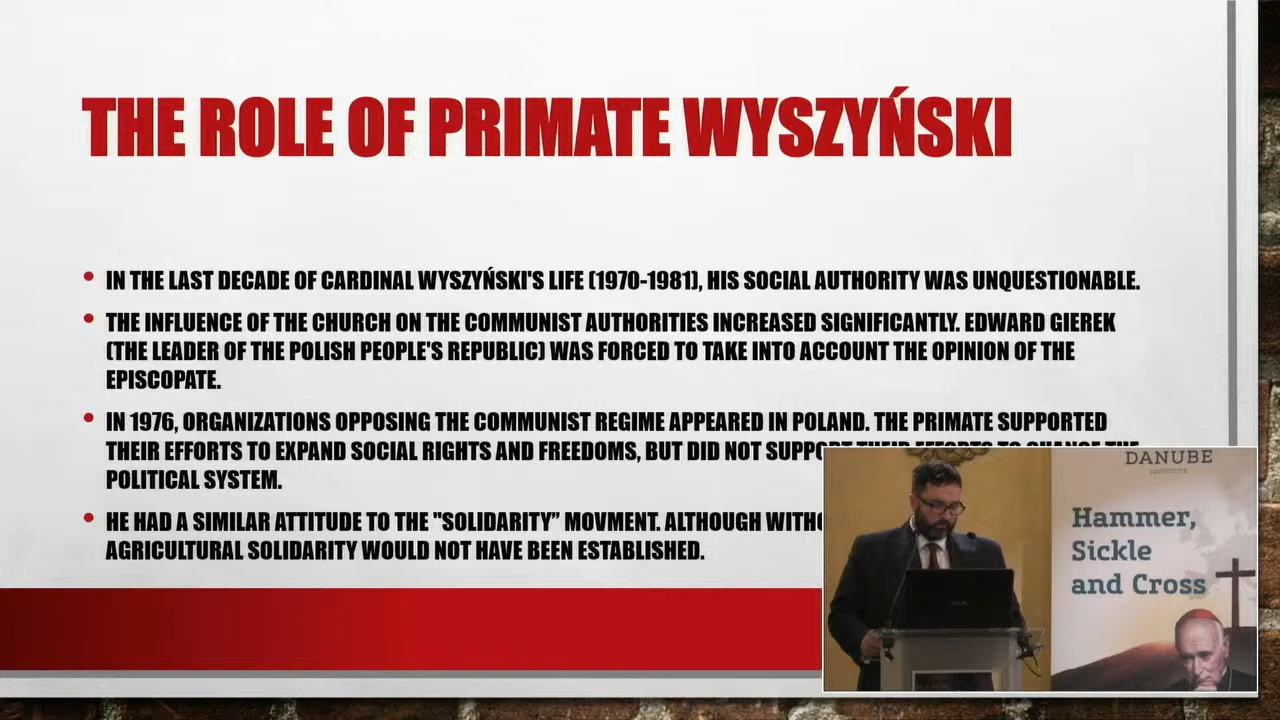 THE ROLE OF PRIMATE WYSZYŃSKI
• IN THE LAST DECADE OF CARDINAL WYSZYŃSKI'S LIFE (1970-1981), HIS SOCIAL AUTHORITY WAS UNQUESTIONABLE.
• THE INFLUENCE OF THE CHURCH ON THE COMMUNIST AUTHORITIES INCREASED SIGNIFICANTLY. EDWARD GIEREK
(THE LEADER OF THE POLISH PEOPLE'S REPUBLIC) WAS FORCED TO TAKE INTO ACCOUNT THE OPINION OF THE
EPISCOPATE.
• IN 1976, ORGANIZATIONS OPPOSING THE COMMUNIST REGIME APPEARED IN POLAND. THE PRIMATE SUPPORTED
THEIR EFFORTS TO EXPAND SOCIAL RIGHTS AND FREEDOMS, BUT DID NOT SUPPORT THEIR EFFORTS TO CHANGE THE
POLITICAL SYSTEM.
• HE HAD A SIMILAR ATTITUDE TO THE "SOLIDARITY” MOVMENT. ALTHOUGH
AGRICULTURAL SOLIDARITY WOULD NOT HAVE BEEN ESTABLISHED.
DANUBE
INSTITUTE
Hammer,
Sickle
and Cross